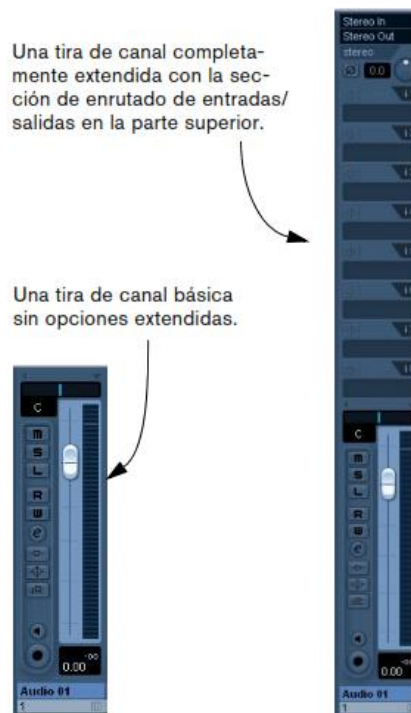 Una tira de canal completa-
mente extendida con la sec-
ción de enrutado de entradas/
salidas en la parte superior.
Una tira de canal básica
sin opciones extendidas.
Stereo In
Stereo Out
stereo
0.0
C
m
S
L
R
W
e
-∞
0.00
Audio 01
1
C
m
S
L
R
W
e
0.00
Audio 01
1